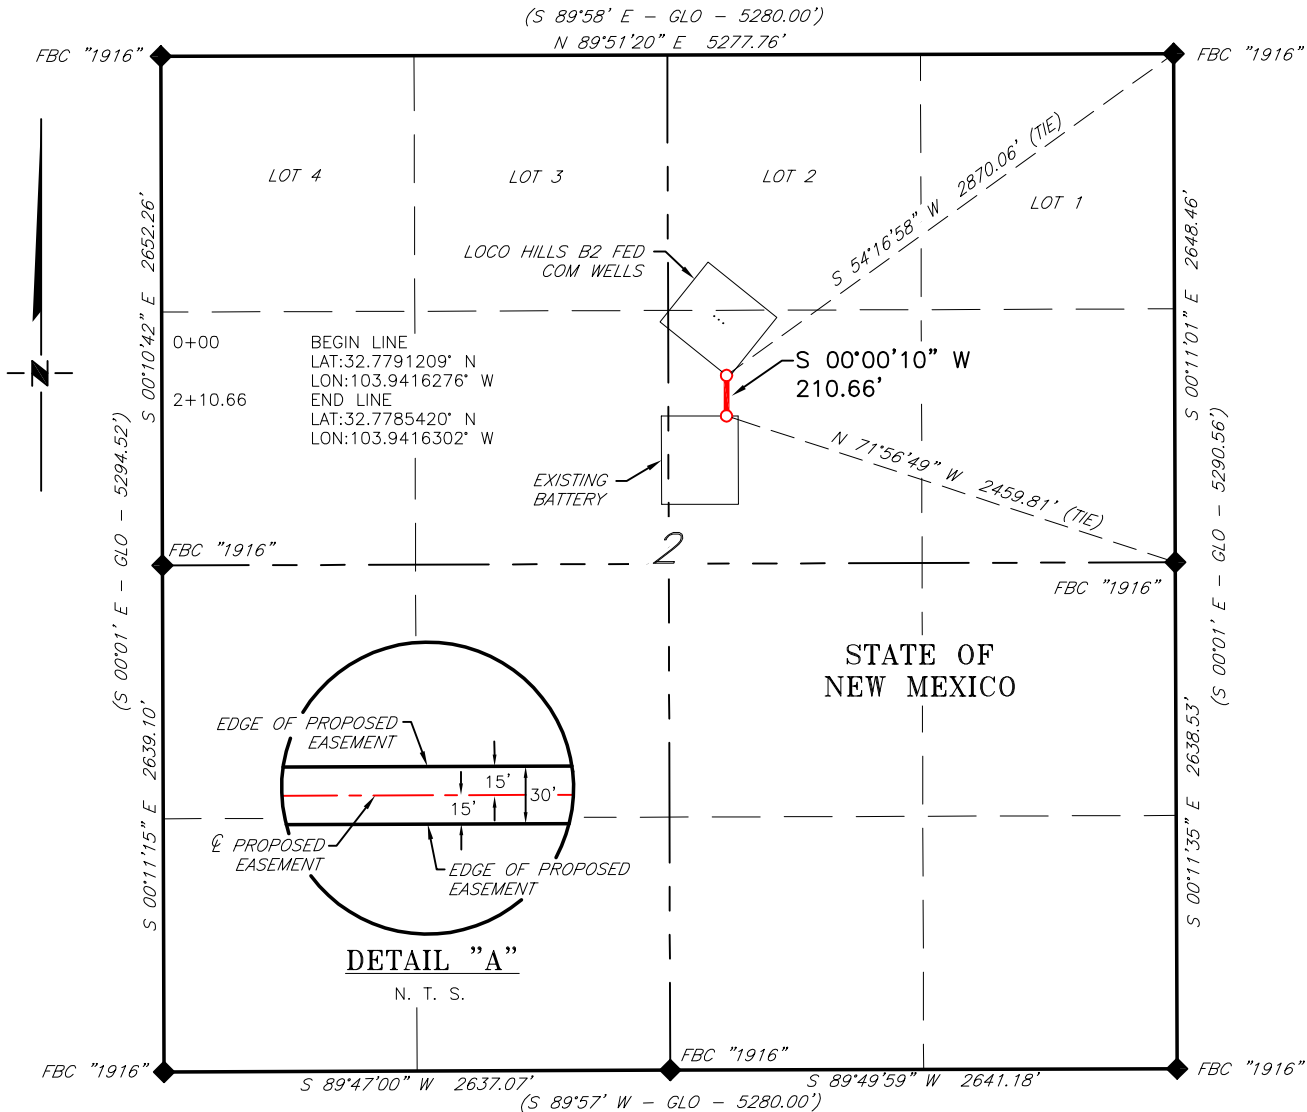 (S 89°58' E - GLO - 5280.00')
N 89°51'20" E 5277.76'
FBC "1916"
FBC "1916"
LOT 4
LOT 3
LOT 2
LOT 1
S 54°16'58" W 2870.06' (TIE)
S 00°10'42" E 2652.26'
S 00°11'01" E 2648.46'
LOCO HILLS B2 FED
COM WELLS
...
0+00 BEGIN LINE
LAT:32.7791209° N
LON:103.9416276° W
2+10.66 END LINE
LAT:32.7785420° N
LON:103.9416302° W
S 00°00'10" W
210.66'
N
N 71°56'49" W 2459.81' (TIE)
EXISTING
BATTERY
(S 00°01' E - GLO - 5294.52')
(S 00°01' E - GLO - 5290.56')
2
FBC "1916"
FBC "1916"
STATE OF
NEW MEXICO
EDGE OF PROPOSED
EASEMENT
15'
15'
30'
℄ PROPOSED
EASEMENT
EDGE OF PROPOSED
EASEMENT
S 00°11'15" E 2639.10'
S 00°11'35" E 2638.53'
DETAIL "A"
N. T. S.
FBC "1916"
FBC "1916"
FBC "1916"
S 89°47'00" W 2637.07'
S 89°49'59" W 2641.18'
(S 89°57' W - GLO - 5280.00')